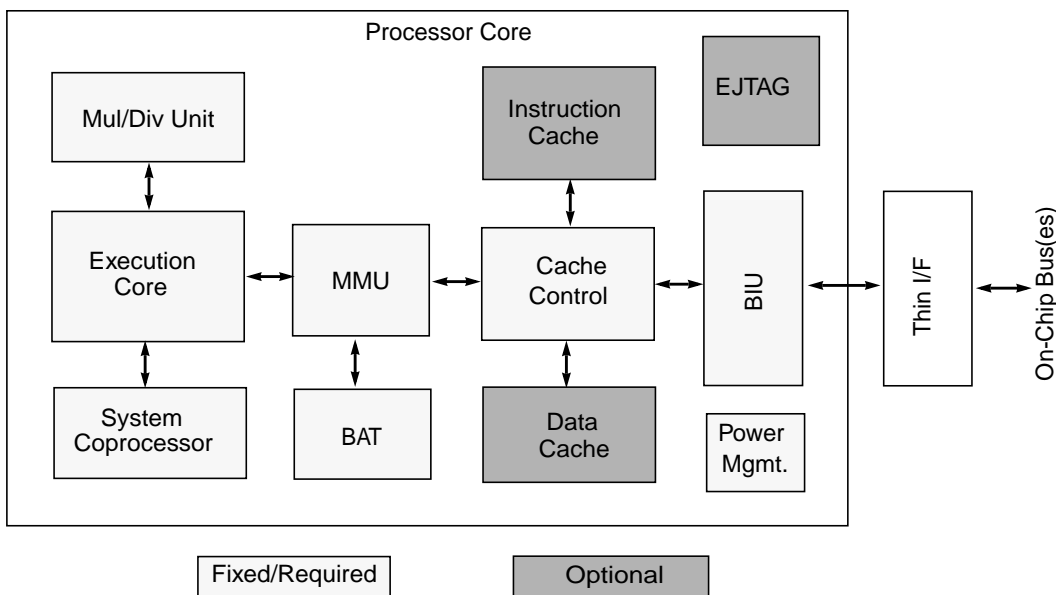 Processor Core
Mul/Div Unit
Instruction
Cache
EJTAG
Execution
Core
MMU
Cache
Control
BIU
Thin I/F
On-Chip Bus(es)
System
Coprocessor
BAT
Data
Cache
Power
Mgmt.
Fixed/Required
Optional